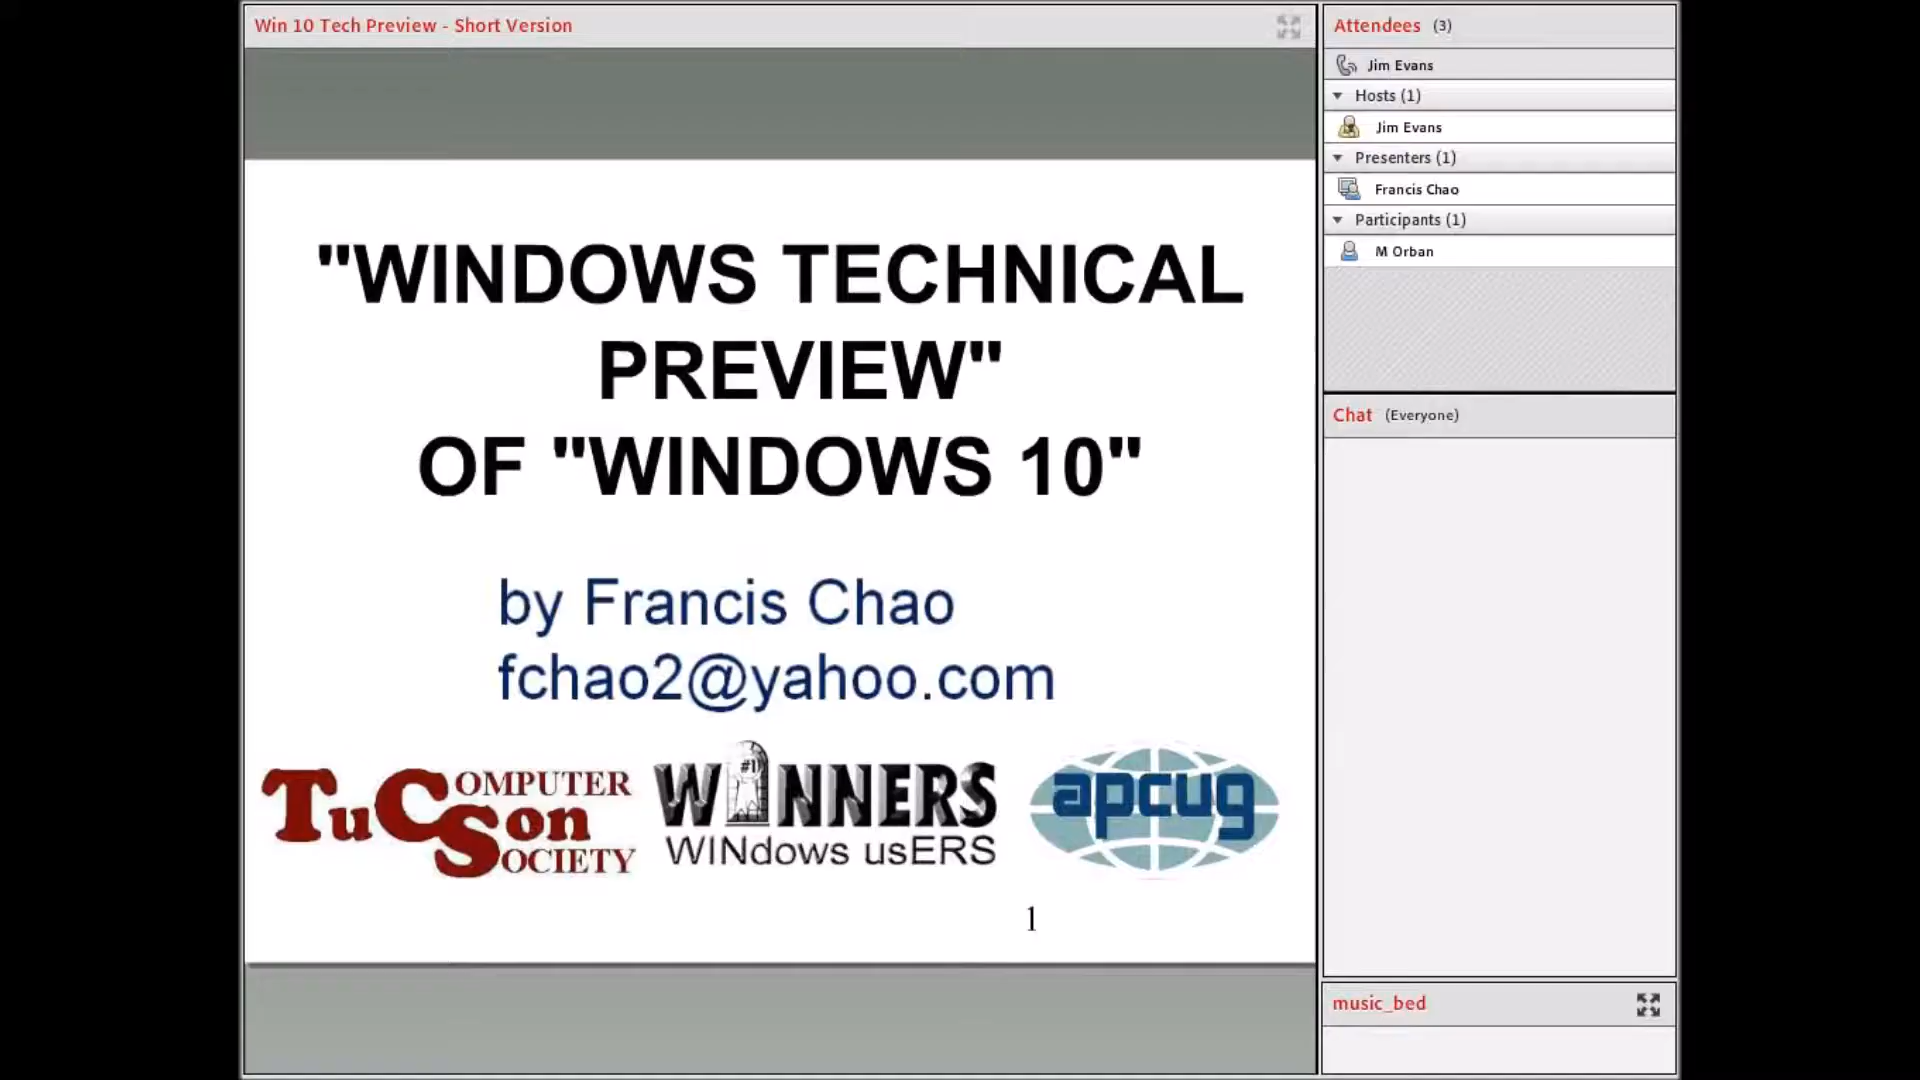 Win 10 Tech Preview - Short Version
"WINDOWS TECHNICAL
PREVIEW"
OF "WINDOWS 10"
by Francis Chao
fchao2@yahoo.com
TuCSon COMPUTER SOCIETY
#1
WINNERS
WINdows usERS
apcug
1
Attendees (3)
Jim Evans
Hosts (1)
Jim Evans
Presenters (1)
Francis Chao
Participants (1)
M Orban
Chat (Everyone)
music_bed